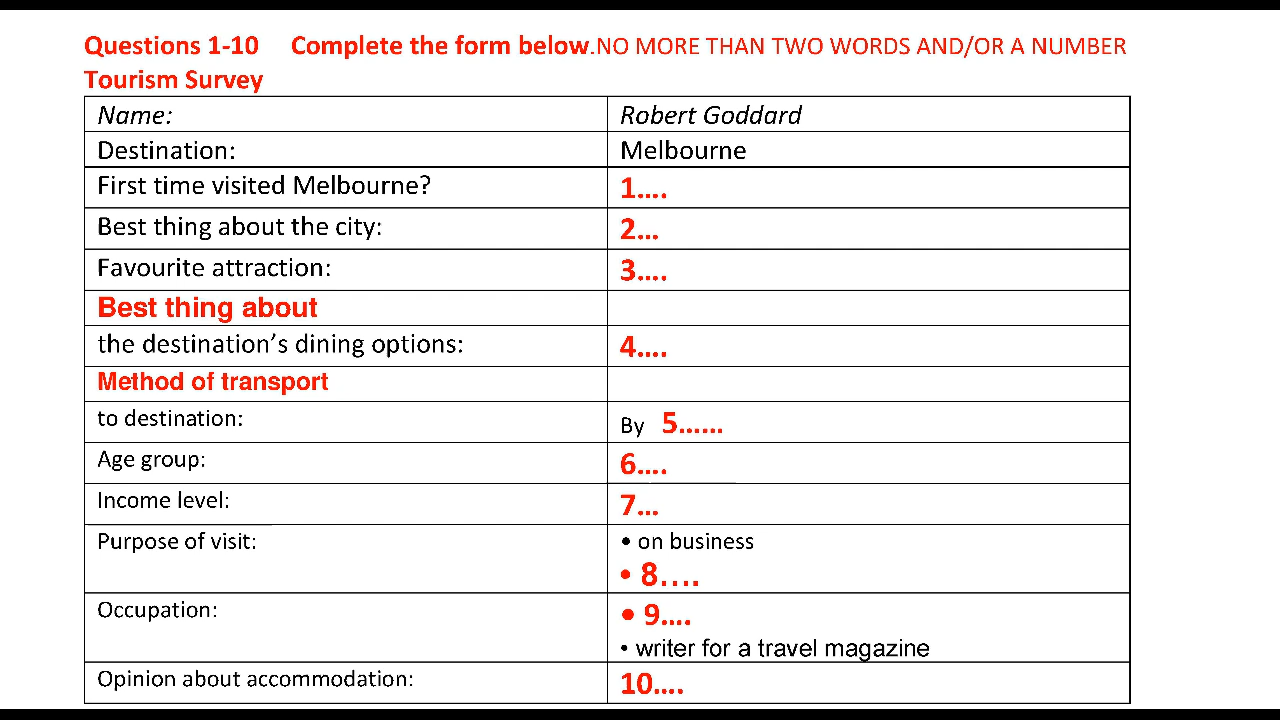 Questions 1-10 Complete the form below.NO MORE THAN TWO WORDS AND/OR A NUMBER
Tourism Survey
Name: Robert Goddard
Destination: Melbourne
First time visited Melbourne? 1....
Best thing about the city: 2...
Favourite attraction: 3....
Best thing about
the destination’s dining options: 4....
Method of transport
to destination: By 5......
Age group: 6....
Income level: 7...
Purpose of visit: • on business
• 8....
Occupation: • 9....
• writer for a travel magazine
Opinion about accommodation: 10....